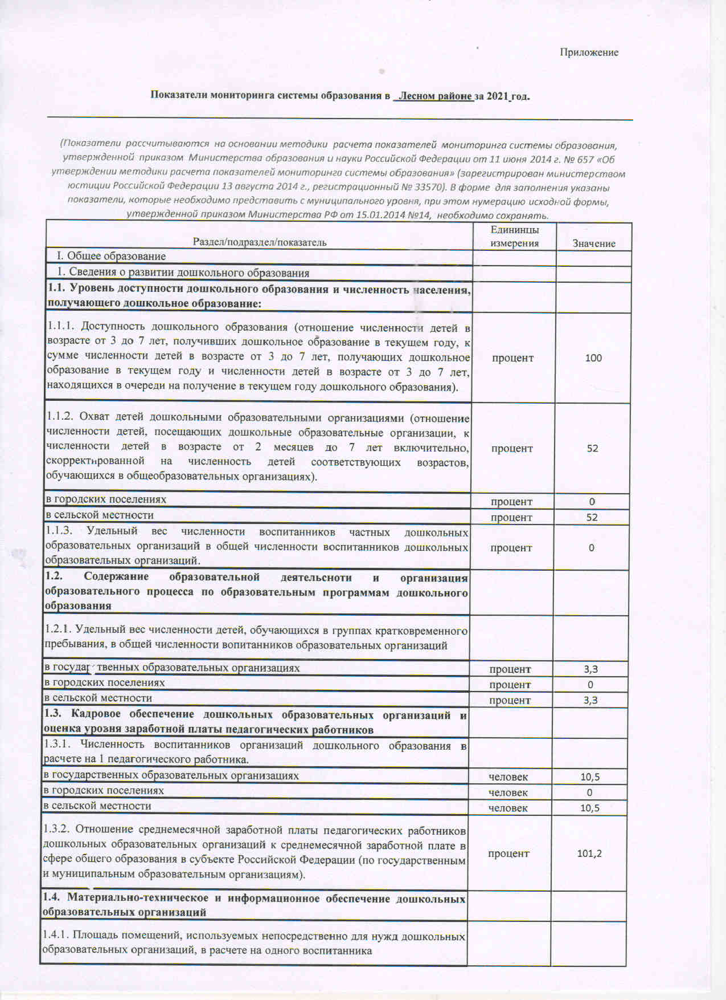 Приложение
Показатели мониторинга системы образования в Лесном районе за 2021 год.
(Показатели рассчитываются на основании методики расчета показателей мониторинга системы образования,
утвержденной приказом Министерства образования и науки Российской Федерации от 11 июня 2014 г. № 657 «Об
утверждении методики расчета показателей мониторинга системы образования» (зарегистрирован министерством
юстиции Российской Федерации 13 августа 2014 г., регистрационный № 33570). В форме для заполнения указаны
показатели, которые необходимо представить с муниципального уровня, при этом нумерацию исходной формы,
утвержденной приказом Министерства РФ от 15.01.2014 №14, необходимо сохранять.
Раздел/подраздел/показатель
Едининцы
измерения
Значение
I. Общее образование
1. Сведения о развитии дошкольного образования
1.1. Уровень доступности дошкольного образования и численность населения,
получающего дошкольное образование:
1.1.1. Доступность дошкольного образования (отношение численности детей в
возрасте от 3 до 7 лет, получивших дошкольное образование в текущем году, к
сумме численности детей в возрасте от 3 до 7 лет, получающих дошкольное
образование в текущем году и численности детей в возрасте от 3 до 7 лет,
находящихся в очереди на получение в текущем году дошкольного образования).
процент
100
1.1.2. Охват детей дошкольными образовательными организациями (отношение
численности детей, посещающих дошкольные образовательные организации, к
численности детей в возрасте от 2 месяцев до 7 лет включительно,
скорректированной на численность детей соответствующих возрастов,
обучающихся в общеобразовательных организациях).
процент
52
в городских поселениях
процент
0
в сельской местности
процент
52
1.1.3. Удельный вес численности воспитанников частных дошкольных
образовательных организаций в общей численности воспитанников дошкольных
образовательных организаций.
процент
0
1.2. Содержание образовательной деятельсноти и организация
образовательного процесса по образовательным программам дошкольного
образования
1.2.1. Удельный вес численности детей, обучающихся в группах кратковременного
пребывания, в общей численности вопитанников образовательных организаций
в государственных образовательных организациях
процент
3,3
в городских поселениях
процент
0
в сельской местности
процент
3,3
1.3. Кадровое обеспечение дошкольных образовательных организаций и
оценка уровня заработной платы педагогических работников
1.3.1. Численность воспитанников организаций дошкольного образования в
расчете на 1 педагогического работника.
в государственных образовательных организациях
человек
10,5
в городских поселениях
человек
0
в сельской местности
человек
10,5
1.3.2. Отношение среднемесячной заработной платы педагогических работников
дошкольных образовательных организаций к среднемесячной заработной плате в
сфере общего образования в субъекте Российской Федерации (по государственным
и муниципальным образовательным организациям).
процент
101,2
1.4. Материально-техническое и информационное обеспечение дошкольных
образовательных организаций
1.4.1. Площадь помещений, используемых непосредственно для нужд дошкольных
образовательных организаций, в расчете на одного воспитанника